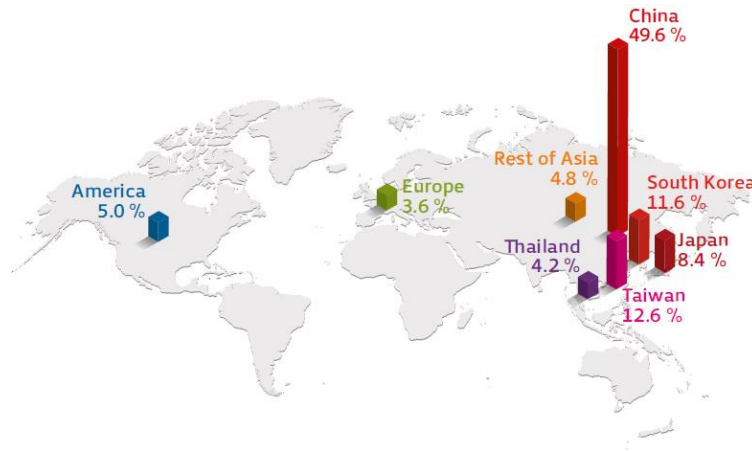 China
49.6 %
America
5.0 %
Europe
3.6 %
Rest of Asia
4.8 %
South Korea
11.6 %
Thailand
4.2 %
Japan
8.4 %
Taiwan
12.6 %